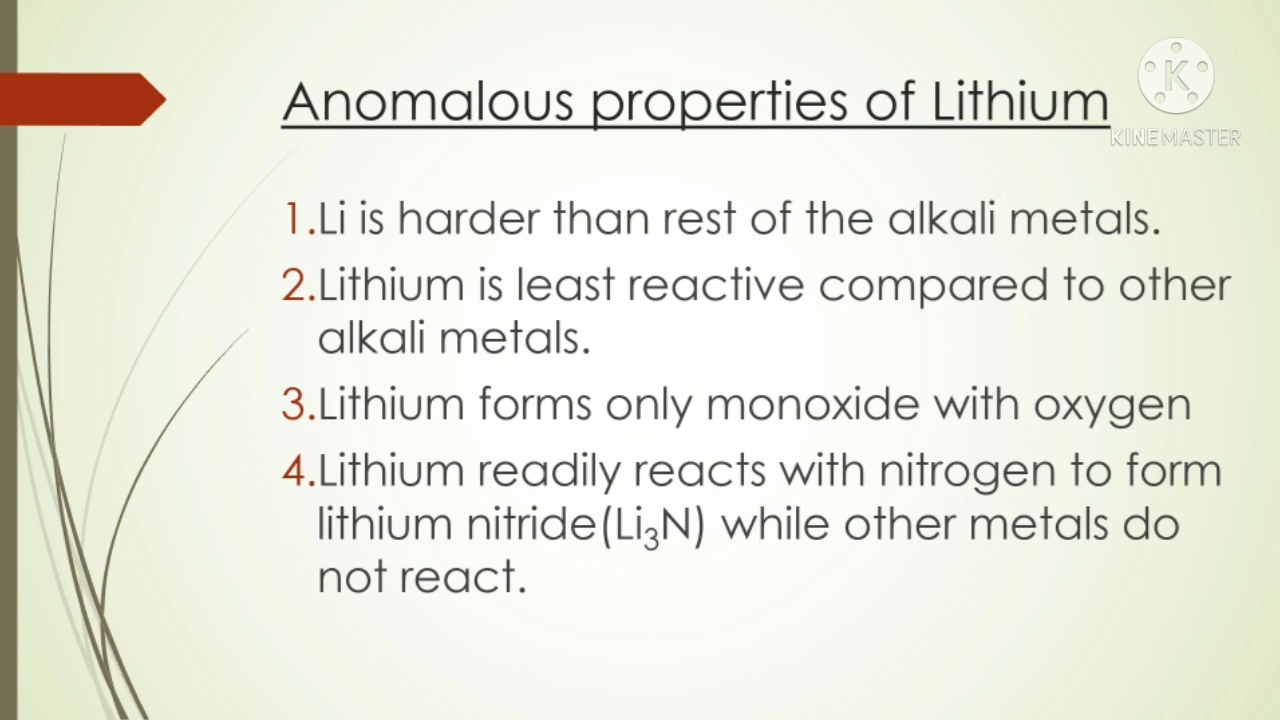 Anomalous properties of Lithium
K
KINEMASTER
1.Li is harder than rest of the alkali metals.
2.Lithium is least reactive compared to other
alkali metals.
3.Lithium forms only monoxide with oxygen
4.Lithium readily reacts with nitrogen to form
lithium nitride(Li₃N) while other metals do
not react.